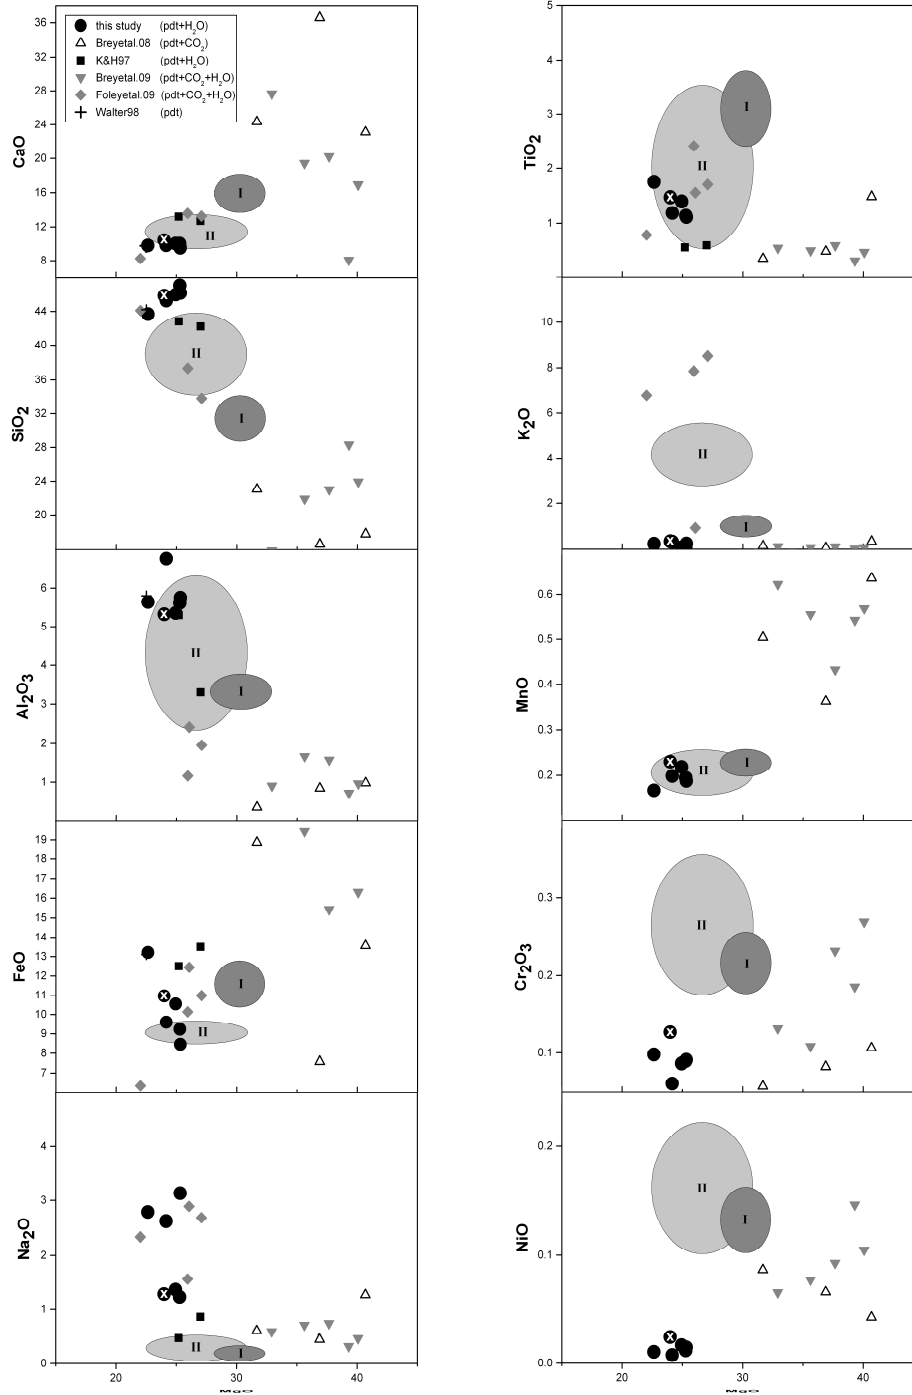 this study (pdt+H2O)
Breyetal.08 (pdt+CO2)
K&H97 (pdt+H2O)
Breyetal.09 (pdt+CO2+H2O)
Foleyetal.09 (pdt+CO2+H2O)
Walter98 (pdt)
36
32
28
24
20
16
12
8
CaO
I
II
44
40
36
32
28
24
20
SiO2
X
II
I
6
5
4
3
2
1
Al2O3
X
II
I
19
18
17
16
15
14
13
12
11
10
9
8
7
FeO
X
I
II
4
3
2
1
0
Na2O
X
II
I
20
30
40
MgO
5
4
3
2
1
TiO2
X
II
I
10
8
6
4
2
K2O
X
II
I
0.6
0.5
0.4
0.3
0.2
MnO
X
II
I
0.3
0.2
0.1
Cr2O3
X
II
I
0.2
0.1
0.0
NiO
X
II
I
20
30
40
MgO